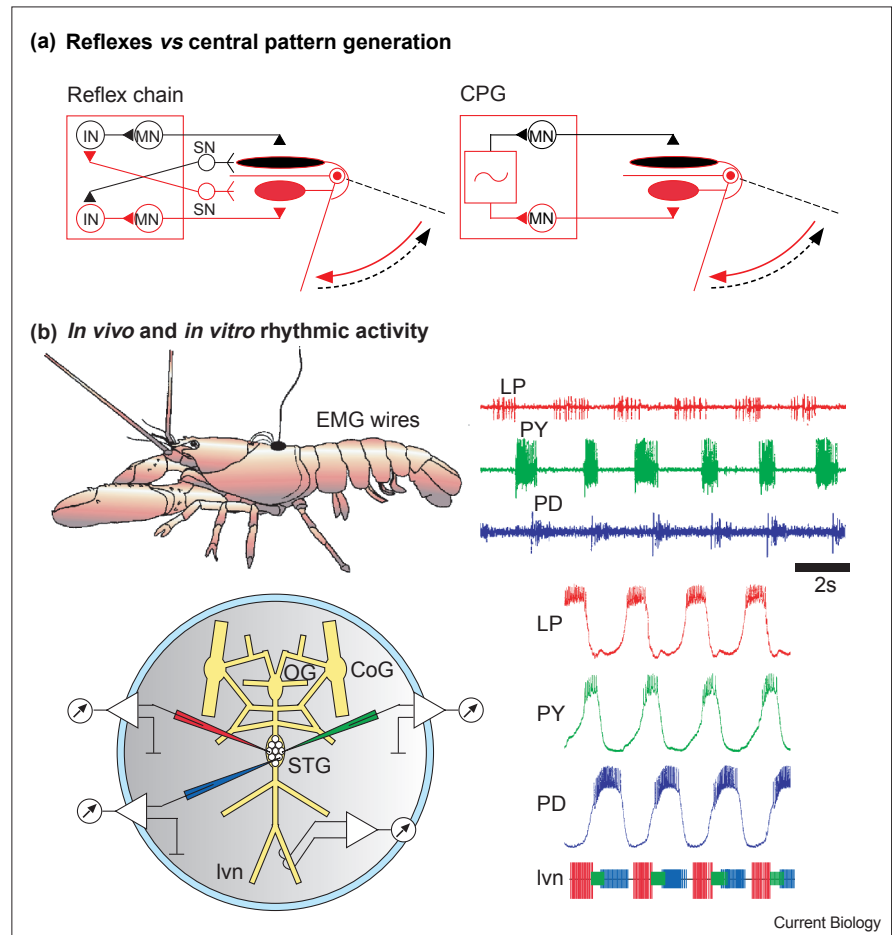 (a) Reflexes vs central pattern generation
Reflex chain
CPG
IN
MN
SN
SN
IN
MN
MN
MN
(b) In vivo and in vitro rhythmic activity
EMG wires
LP
PY
PD
2s
OG
CoG
STG
lvn
LP
PY
PD
lvn
Current Biology